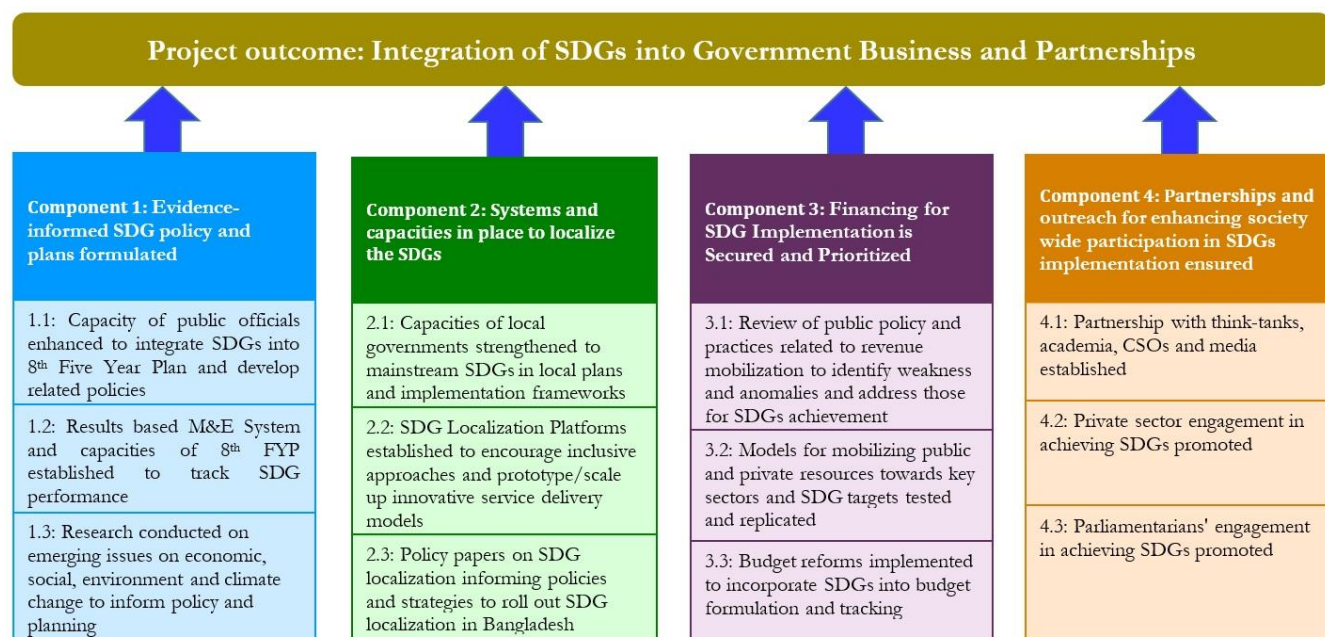 Project outcome: Integration of SDGs into Government Business and Partnerships
Component 1: Evidence-
informed SDG policy and
plans formulated
1.1: Capacity of public officials
enhanced to integrate SDGs into
8th Five Year Plan and develop
related policies
1.2: Results based M&E System
and capacities of 8th FYP
established to track SDG
performance
1.3: Research conducted on
emerging issues on economic,
social, environment and climate
change to inform policy and
planning
Component 2: Systems and
capacities in place to localize
the SDGs
2.1: Capacities of local
governments strengthened to
mainstream SDGs in local plans
and implementation frameworks
2.2: SDG Localization Platforms
established to encourage inclusive
approaches and prototype/scale
up innovative service delivery
models
2.3: Policy papers on SDG
localization informing policies
and strategies to roll out SDG
localization in Bangladesh
Component 3: Financing for
SDG Implementation is
Secured and Prioritized
3.1: Review of public policy and
practices related to revenue
mobilization to identify weakness
and anomalies and address those
for SDGs achievement
3.2: Models for mobilizing public
and private resources towards key
sectors and SDG targets tested
and replicated
3.3: Budget reforms implemented
to incorporate SDGs into budget
formulation and tracking
Component 4: Partnerships and
outreach for enhancing society
wide participation in SDGs
implementation ensured
4.1: Partnership with think-tanks,
academia, CSOs and media
established
4.2: Private sector engagement in
achieving SDGs promoted
4.3: Parliamentarians' engagement
in achieving SDGs promoted